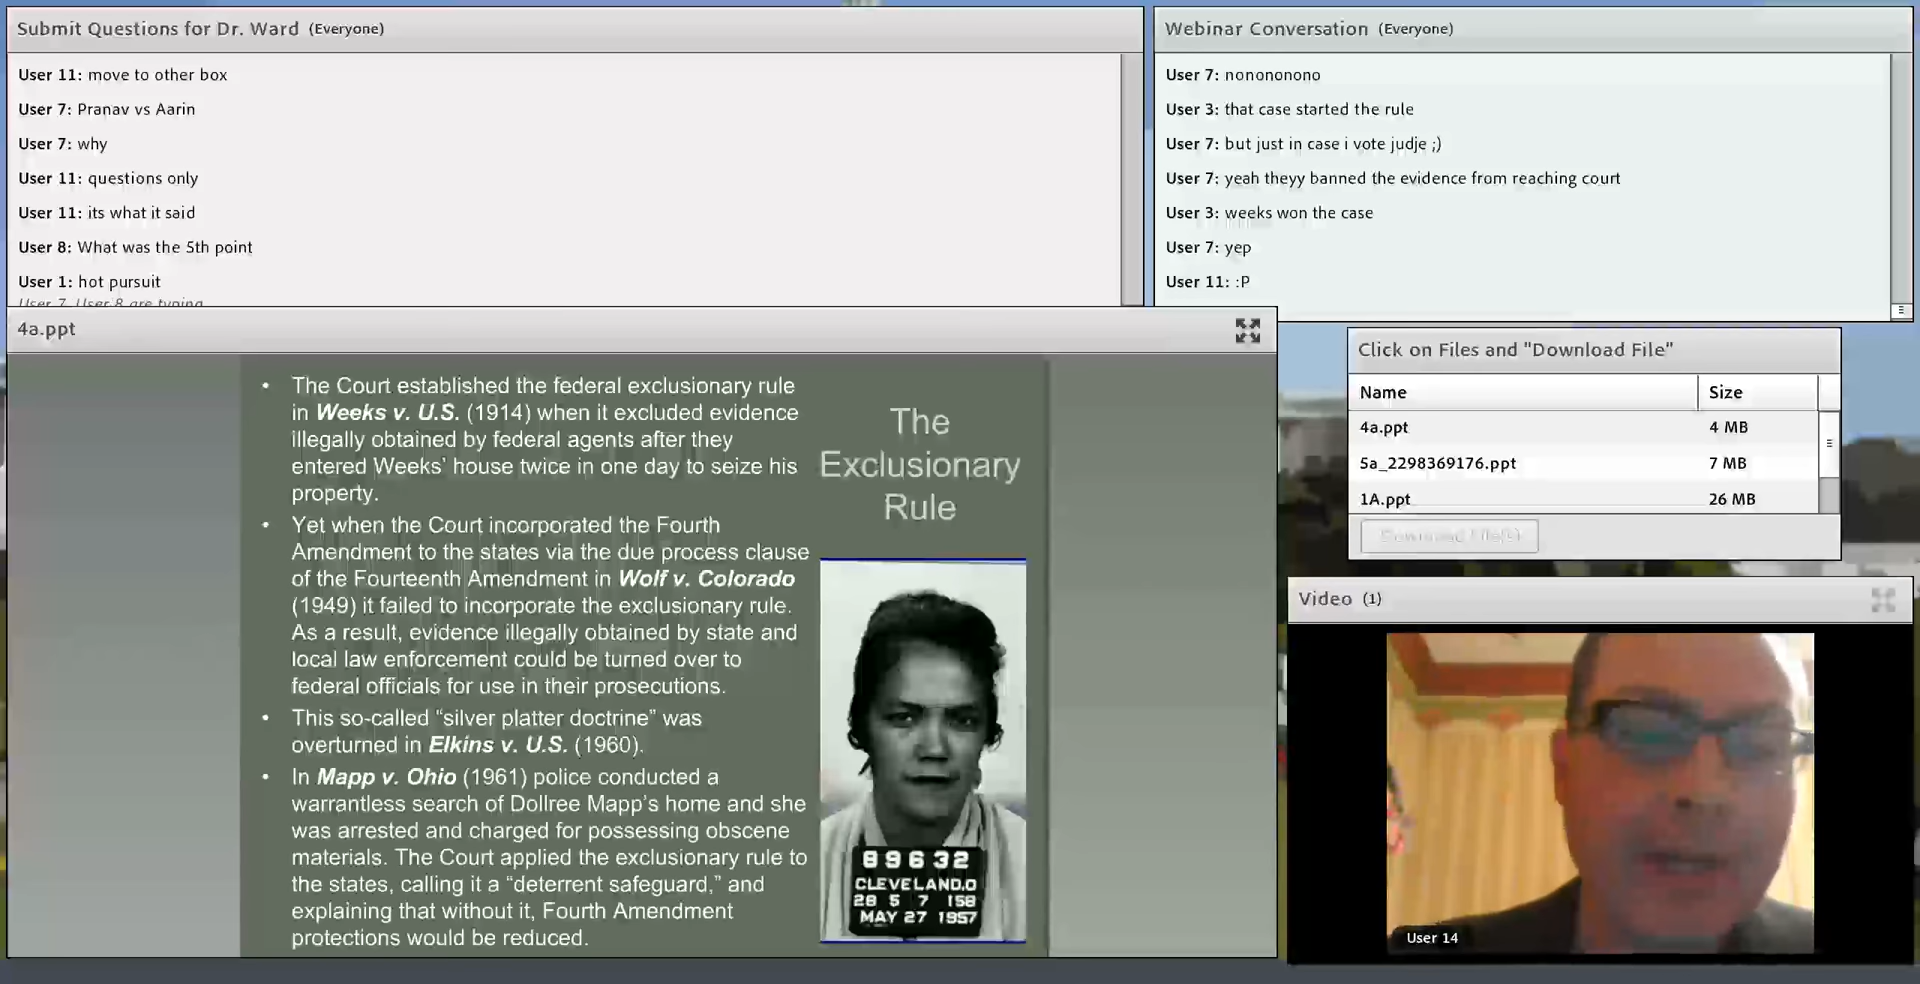 Submit Questions for Dr. Ward (Everyone)
User 11: move to other box
User 7: Pranav vs Aarin
User 7: why
User 11: questions only
User 11: its what it said
User 8: What was the 5th point
User 1: hot pursuit
User 7, User 8 are typing
Webinar Conversation (Everyone)
User 7: nonononono
User 3: that case started the rule
User 7: but just in case i vote judje ;)
User 7: yeah theyy banned the evidence from reaching court
User 3: weeks won the case
User 7: yep
User 11: :P
4a.ppt
• The Court established the federal exclusionary rule
in Weeks v. U.S. (1914) when it excluded evidence
illegally obtained by federal agents after they
entered Weeks' house twice in one day to seize his
property.
• Yet when the Court incorporated the Fourth
Amendment to the states via the due process clause
of the Fourteenth Amendment in Wolf v. Colorado
(1949) it failed to incorporate the exclusionary rule.
As a result, evidence illegally obtained by state and
local law enforcement could be turned over to
federal officials for use in their prosecutions.
• This so-called “silver platter doctrine” was
overturned in Elkins v. U.S. (1960).
• In Mapp v. Ohio (1961) police conducted a
warrantless search of Dollree Mapp's home and she
was arrested and charged for possessing obscene
materials. The Court applied the exclusionary rule to
the states, calling it a “deterrent safeguard,” and
explaining that without it, Fourth Amendment
protections would be reduced.
The
Exclusionary
Rule
89632
CLEVELAND.O
28 5 7 158
MAY 27 1957
Click on Files and "Download File"
Name Size
4a.ppt 4 MB
5a_2298369176.ppt 7 MB
1A.ppt 26 MB
Download File(s)
Video (1)
User 14